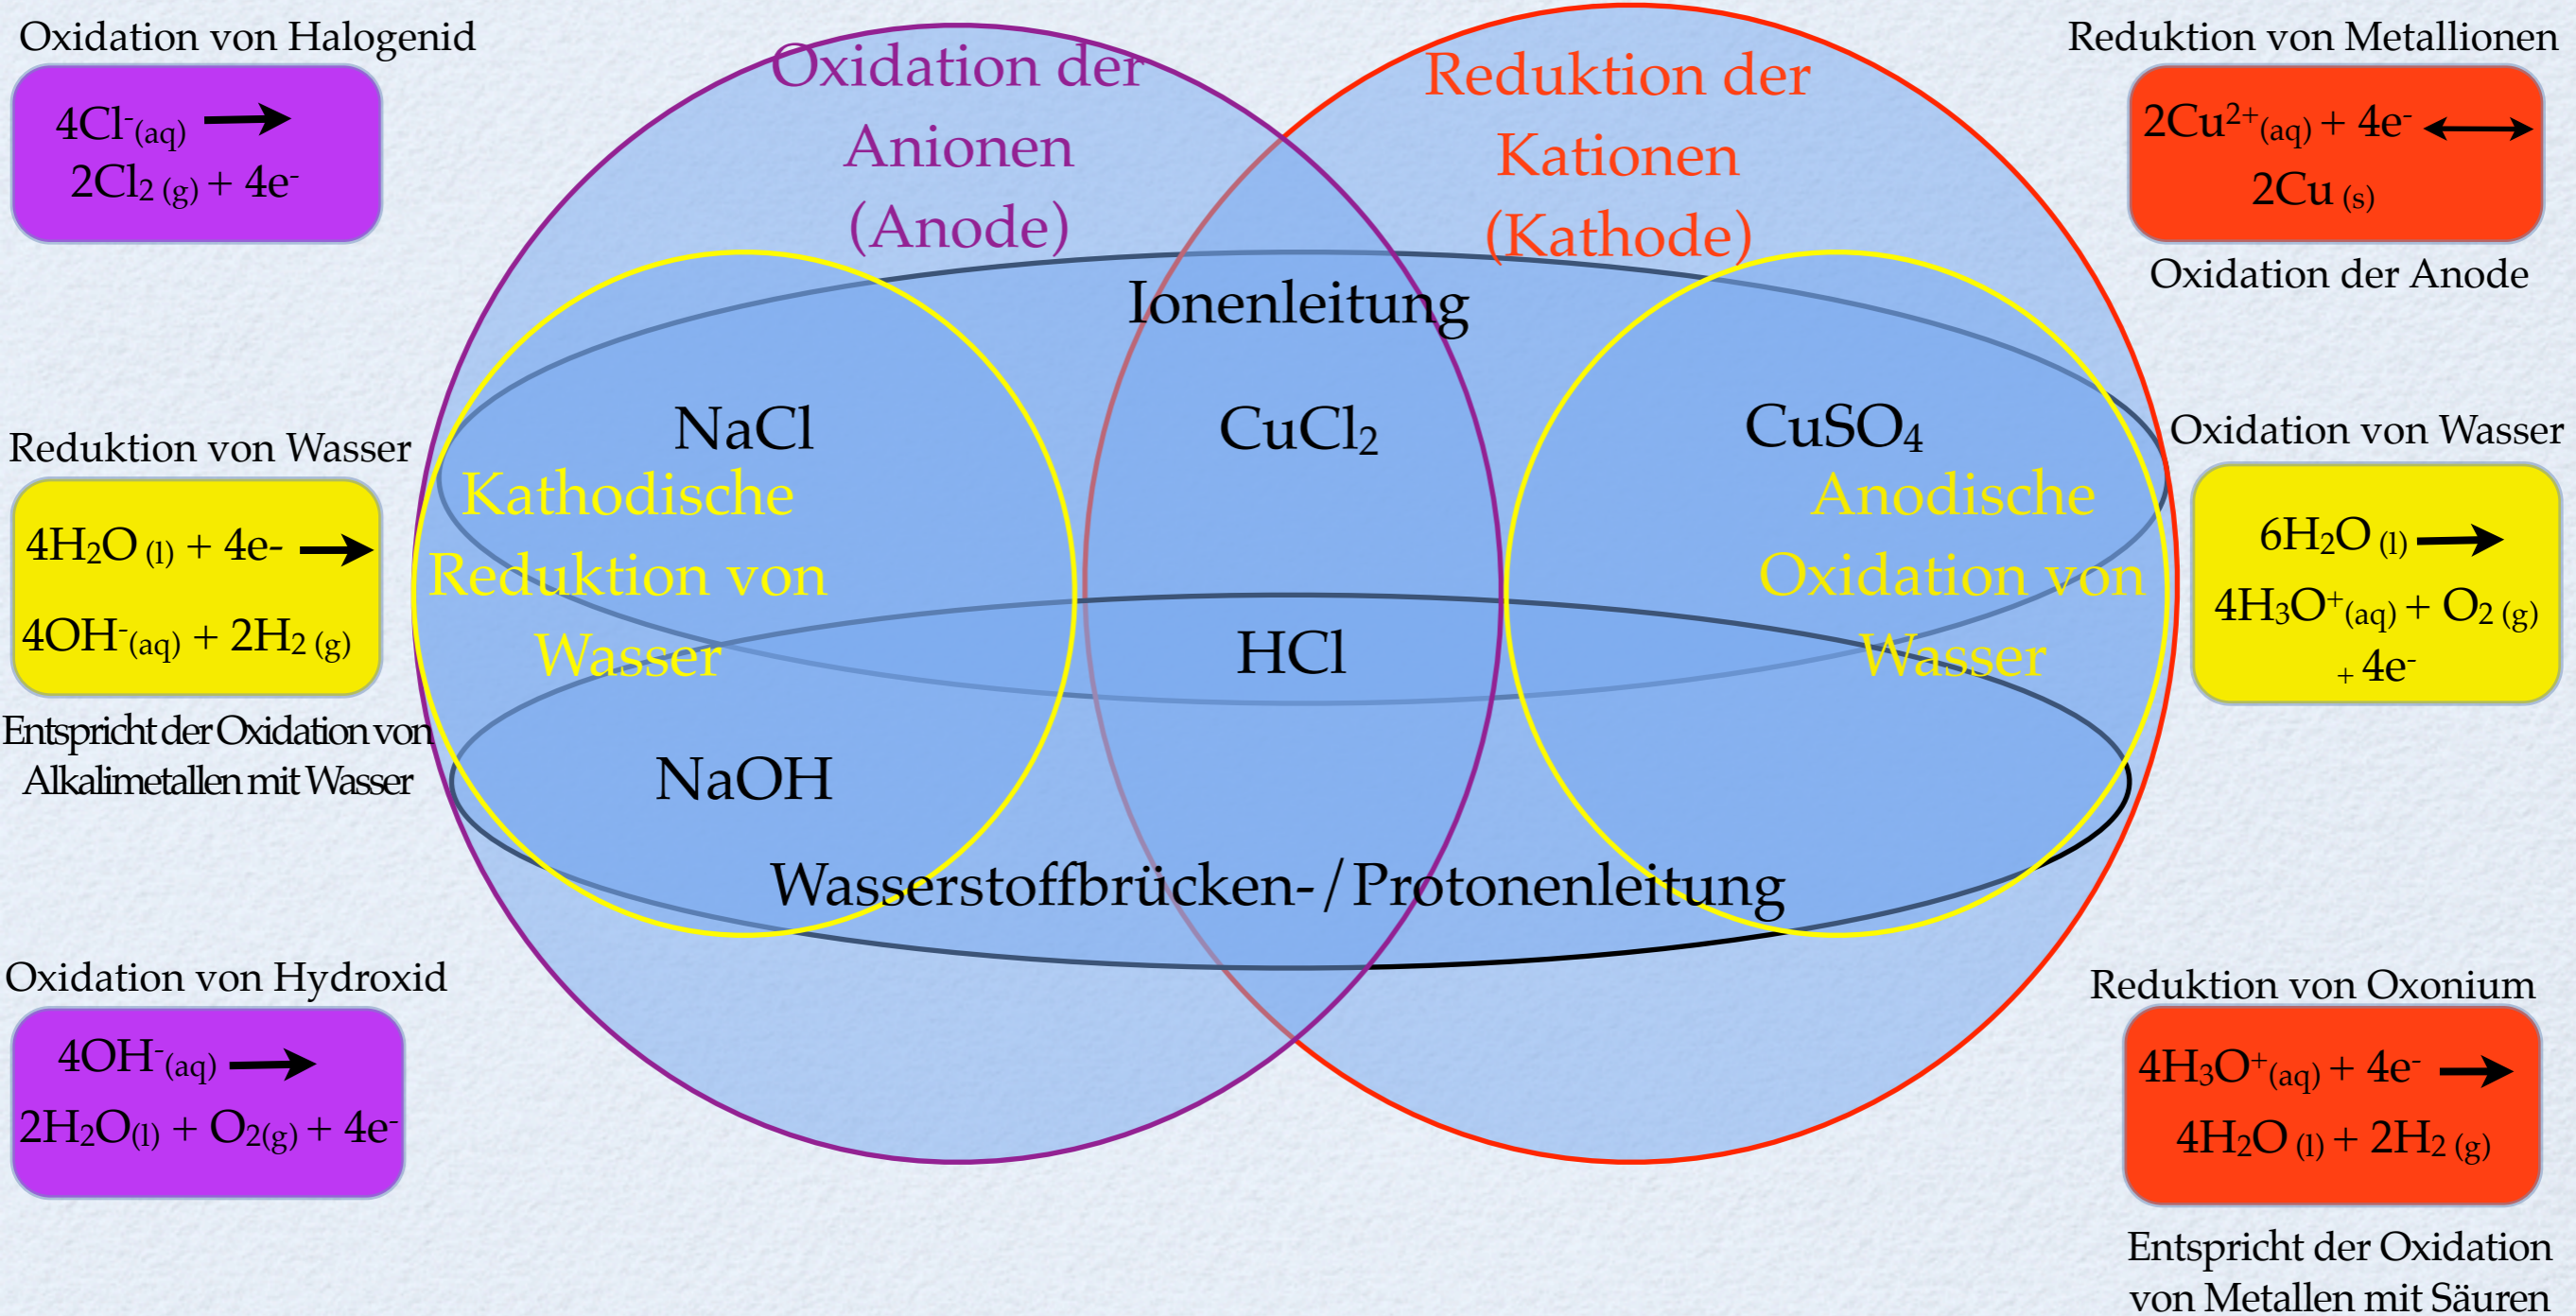 Oxidation von Halogenid
4Cl⁻(aq) →
2Cl₂ (g) + 4e⁻
Reduktion von Wasser
4H₂O (l) + 4e- →
4OH⁻(aq) + 2H₂ (g)
Entspricht der Oxidation von
Alkalimetallen mit Wasser
Oxidation von Hydroxid
4OH⁻(aq) →
2H₂O(l) + O₂(g) + 4e⁻
Oxidation der
Anionen
(Anode)
Reduktion der
Kationen
(Kathode)
Ionenleitung
NaCl
CuCl₂
CuSO₄
Kathodische
Reduktion von
Wasser
Anodische
Oxidation von
Wasser
HCl
NaOH
Wasserstoffbrücken-/Protonenleitung
Reduktion von Metallionen
2Cu²⁺(aq) + 4e⁻ ↔
2Cu (s)
Oxidation der Anode
Oxidation von Wasser
6H₂O (l) →
4H₃O⁺(aq) + O₂ (g)
+ 4e⁻
Reduktion von Oxonium
4H₃O⁺(aq) + 4e⁻ →
4H₂O (l) + 2H₂ (g)
Entspricht der Oxidation
von Metallen mit Säuren